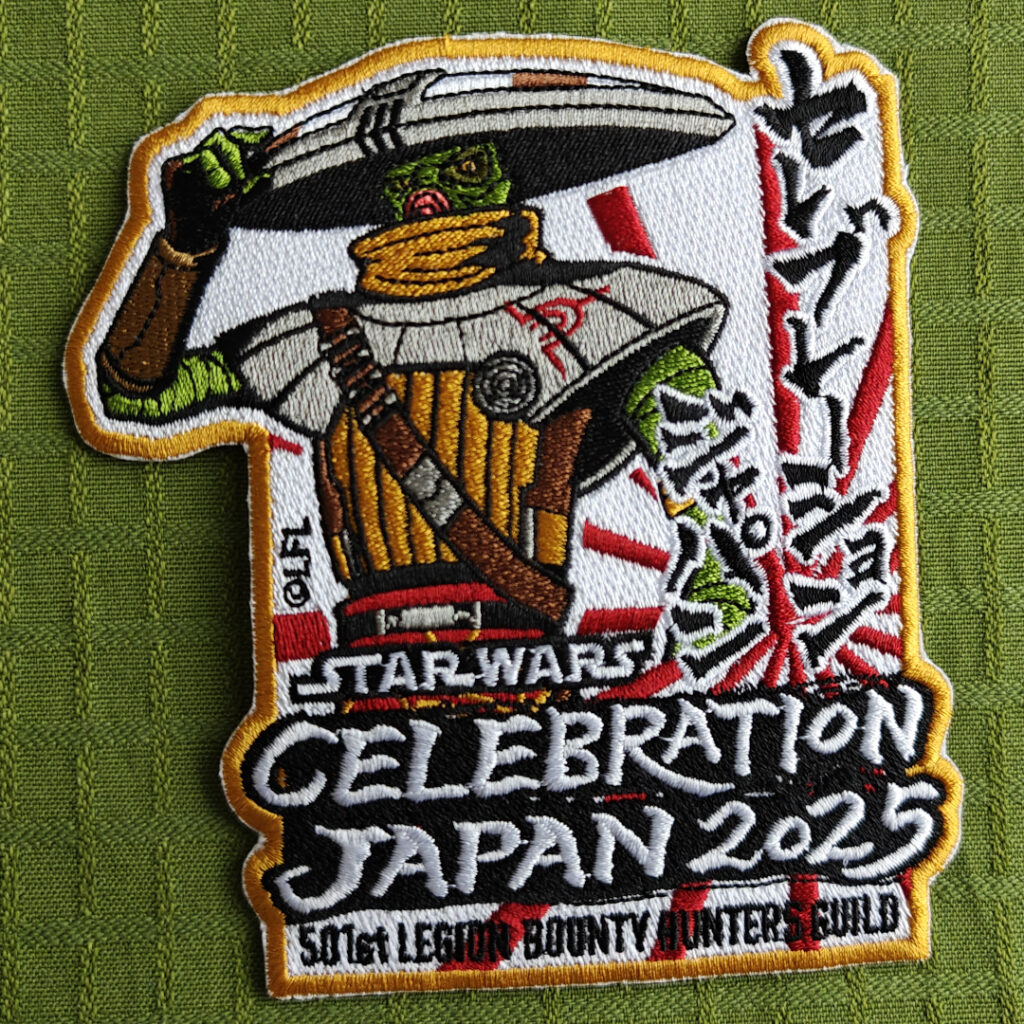 セレブレーション
ジャパン
©LFL
STAR WARS
CELEBRATION
JAPAN 2025
501st LEGION BOUNTY HUNTERS GUILD